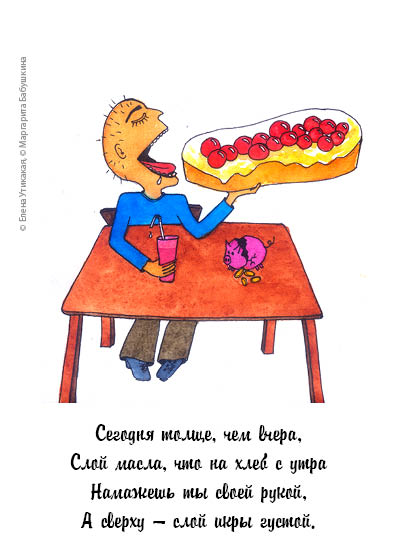 © Елена Утикакая, © Маргарита Бабушкина
Сегодня толще, чем вчера,
Слой масла, что на хлеб с утра
Намажешь ты своей рукой,
А сверху – слой икры густой.